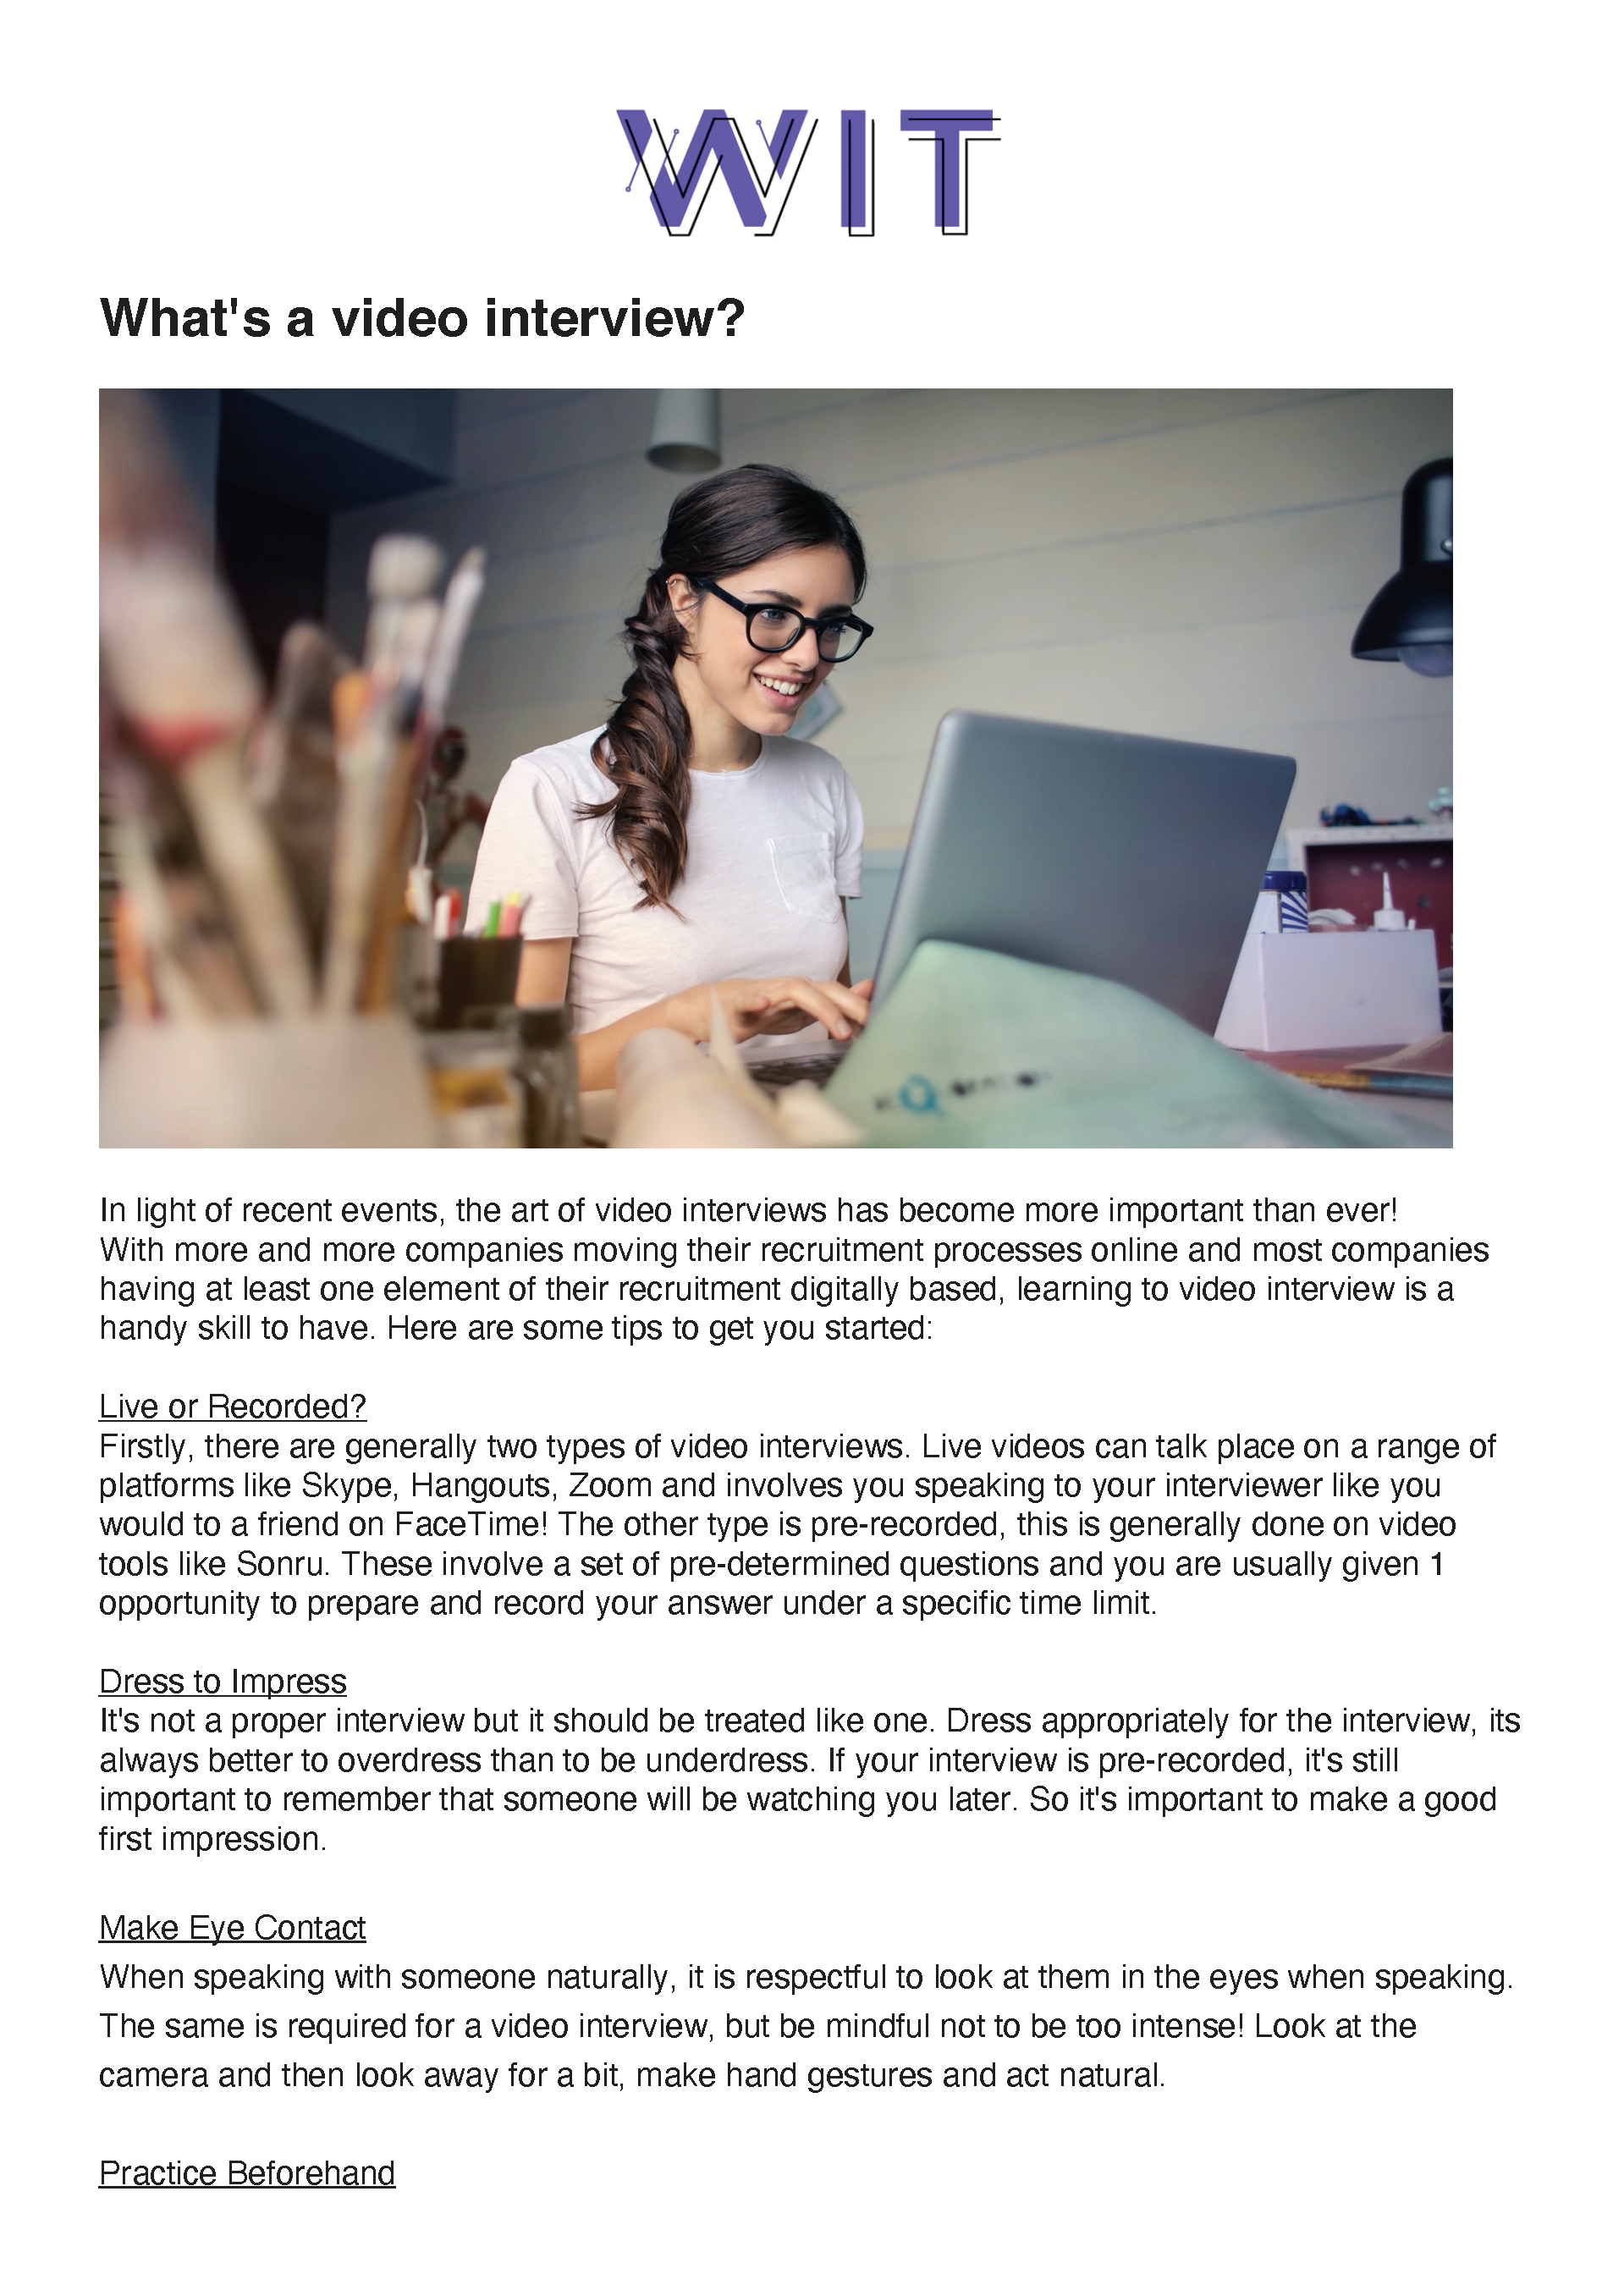 WIT
What's a video interview?
In light of recent events, the art of video interviews has become more important than ever!
With more and more companies moving their recruitment processes online and most companies
having at least one element of their recruitment digitally based, learning to video interview is a
handy skill to have. Here are some tips to get you started:
Live or Recorded?
Firstly, there are generally two types of video interviews. Live videos can talk place on a range of
platforms like Skype, Hangouts, Zoom and involves you speaking to your interviewer like you
would to a friend on FaceTime! The other type is pre-recorded, this is generally done on video
tools like Sonru. These involve a set of pre-determined questions and you are usually given 1
opportunity to prepare and record your answer under a specific time limit.
Dress to Impress
It's not a proper interview but it should be treated like one. Dress appropriately for the interview, its
always better to overdress than to be underdress. If your interview is pre-recorded, it's still
important to remember that someone will be watching you later. So it's important to make a good
first impression.
Make Eye Contact
When speaking with someone naturally, it is respectful to look at them in the eyes when speaking.
The same is required for a video interview, but be mindful not to be too intense! Look at the
camera and then look away for a bit, make hand gestures and act natural.
Practice Beforehand